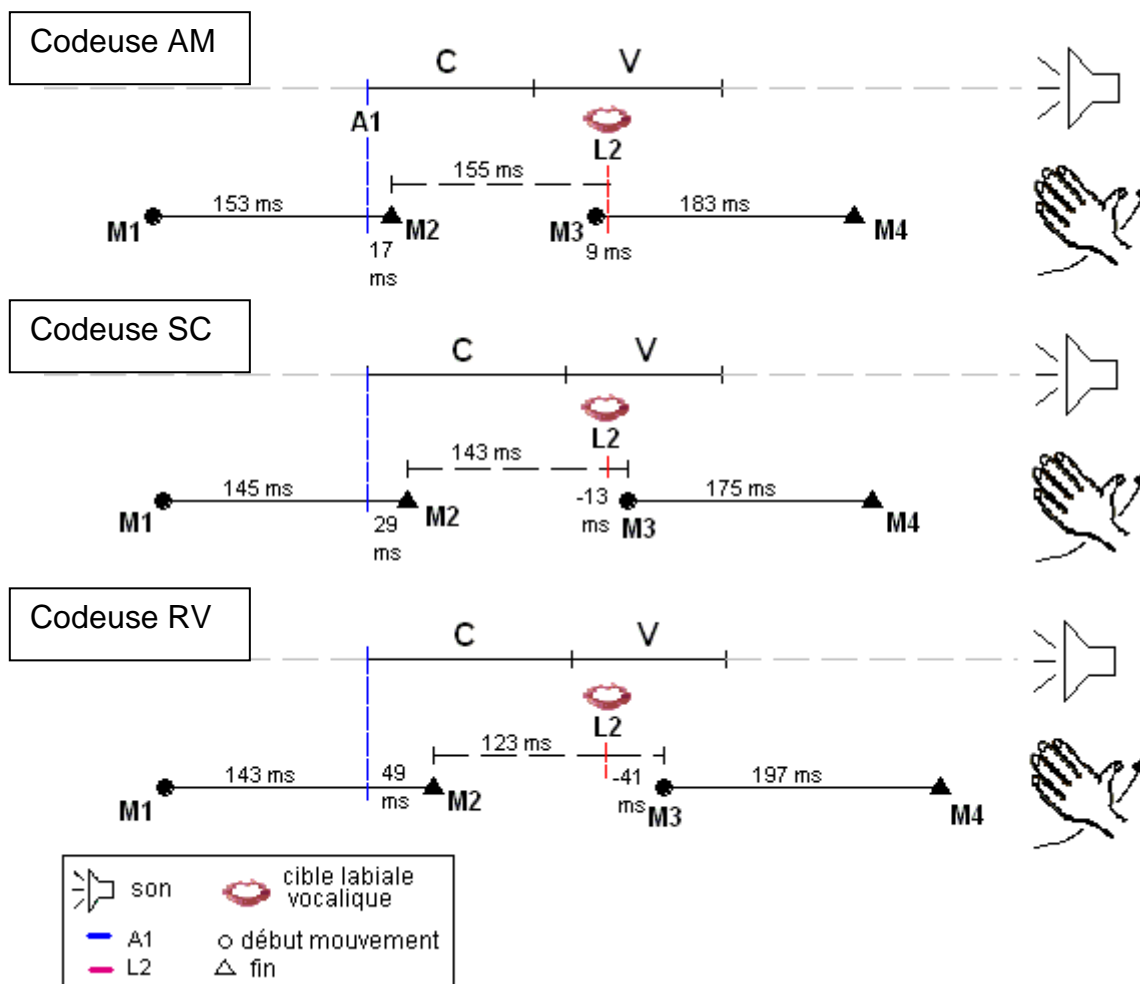 Codeuse AM
C V
A1
L2
155 ms
153 ms 183 ms
M1 M2 M3 M4
17 ms
9 ms
Codeuse SC
C V
L2
143 ms
145 ms 175 ms
M1 M2 M3 M4
29 ms
-13 ms
Codeuse RV
C V
L2
123 ms
143 ms 197 ms
49 ms
-41 ms
M1 M2 M3 M4
son
cible labiale
vocalique
A1
début mouvement
L2
fin